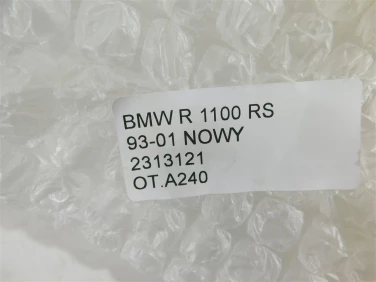 BMW R 1100 RS
93-01 NOWY
2313121
OT.A240